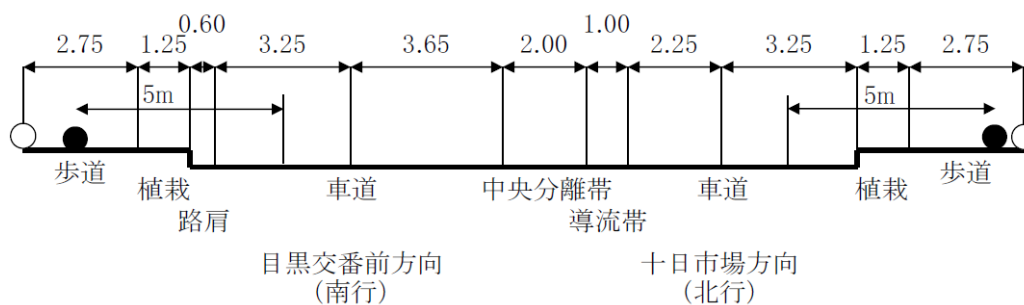 0.60 1.00
2.75 1.25 3.25 3.65 2.00 2.25 3.25 1.25 2.75
5m 5m
歩道 植栽 車道 中央分離帯 車道 植栽 歩道
路肩 導流帯
目黒交番前方向 十日市場方向
(南行) (北行)